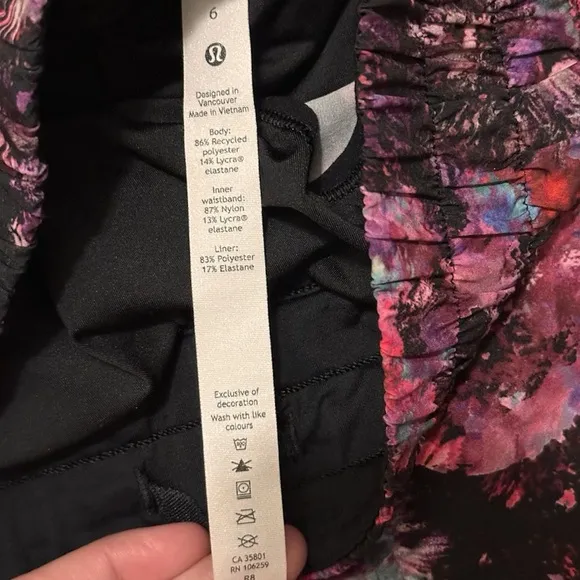 6
Designed in
Vancouver
Made in Vietnam
Body:
86% Recycled
polyester
14% Lycra®
elastane
Inner
waistband:
87% Nylon
13% Lycra®
elastane
Liner:
83% Polyester
17% Elastane
Exclusive of
decoration
Wash with like
colours
CA 35801
RN 106259
R8